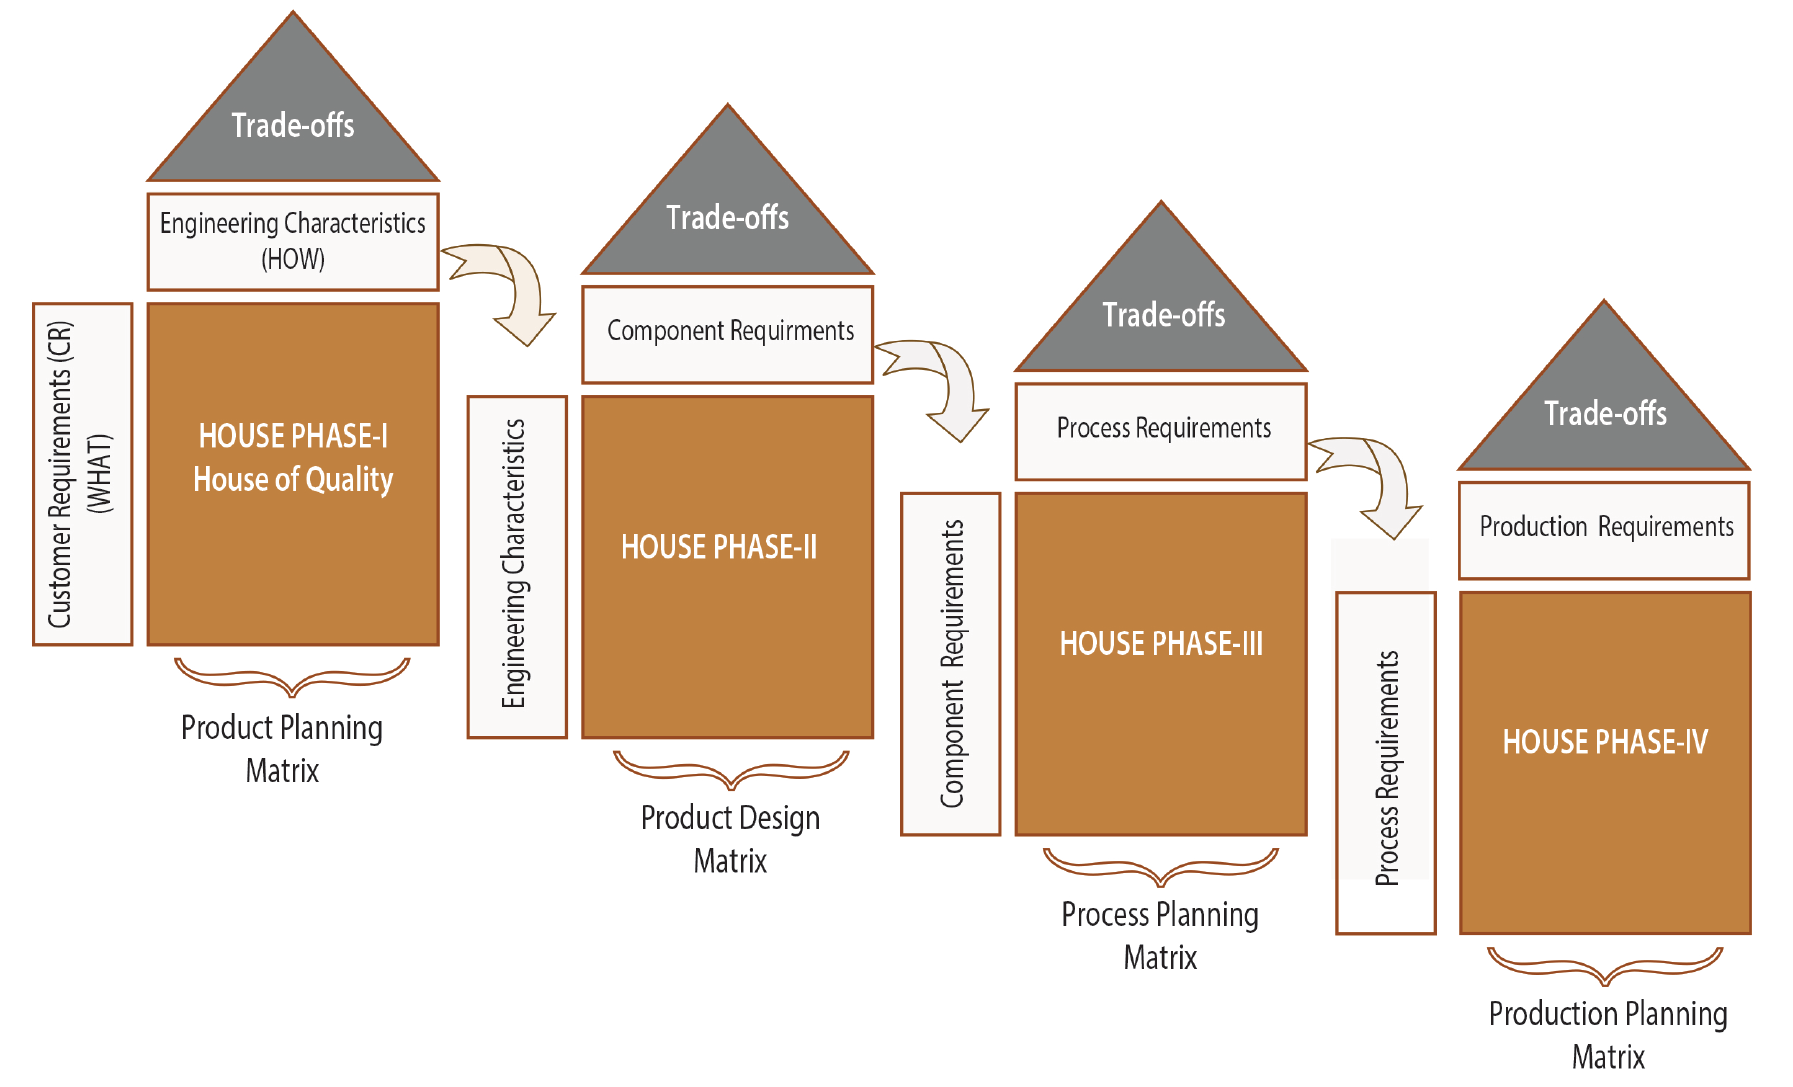 Trade-offs
Engineering Characteristics
(HOW)
Customer Requirements (CR)
(WHAT)
HOUSE PHASE-I
House of Quality
Product Planning
Matrix
Trade-offs
Component Requirments
Engineering Characteristics
HOUSE PHASE-II
Product Design
Matrix
Trade-offs
Process Requirements
Component Requirements
HOUSE PHASE-III
Process Planning
Matrix
Trade-offs
Production Requirements
Process Requirements
HOUSE PHASE-IV
Production Planning
Matrix